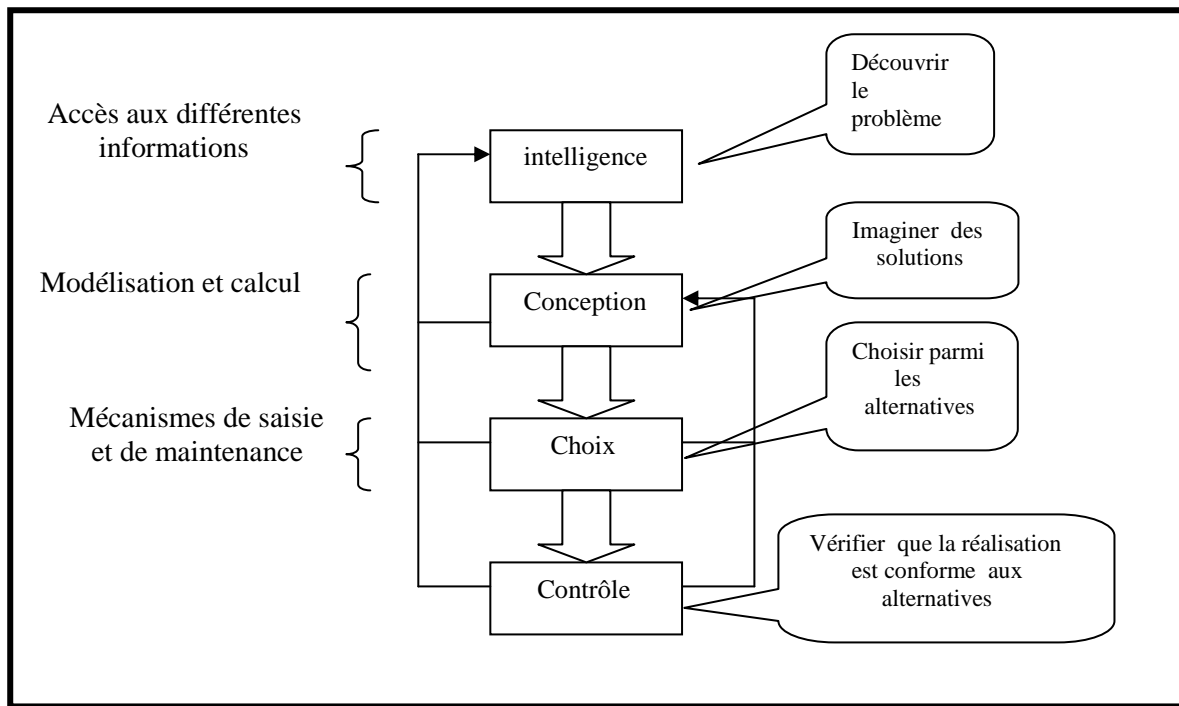 Découvrir
le
problème
Accès aux différentes
informations
intelligence
Imaginer des
solutions
Modélisation et calcul
Conception
Choisir parmi
les
alternatives
Mécanismes de saisie
et de maintenance
Choix
Vérifier que la réalisation
est conforme aux
alternatives
Contrôle